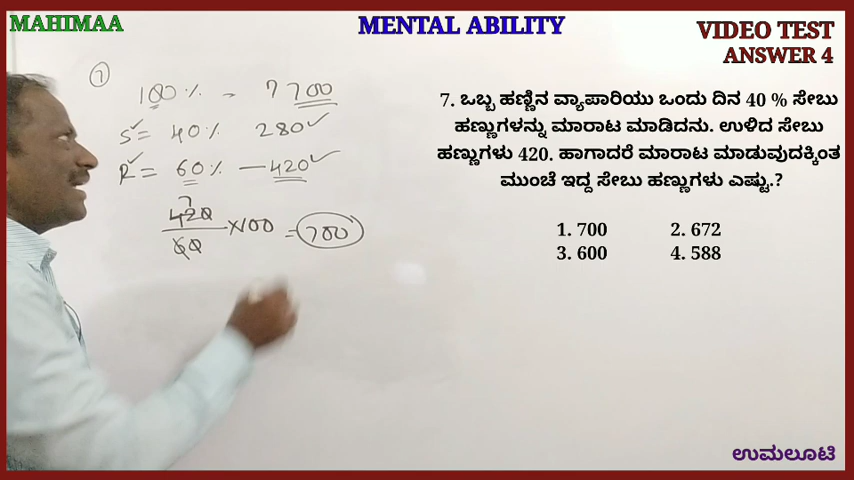 MAHIMAA
MENTAL ABILITY
VIDEO TEST
ANSWER 4
7. ಒಬ್ಬ ಹಣ್ಣಿನ ವ್ಯಾಪಾರಿಯು ಒಂದು ದಿನ 40 % ಸೇಬು
ಹಣ್ಣುಗಳನ್ನು ಮಾರಾಟ ಮಾಡಿದನು. ಉಳಿದ ಸೇಬು
ಹಣ್ಣುಗಳು 420. ಹಾಗಾದರೆ ಮಾರಾಟ ಮಾಡುವುದಕ್ಕಿಂತ
ಮುಂಚೆ ಇದ್ದ ಸೇಬು ಹಣ್ಣುಗಳು ಎಷ್ಟು.?
1. 700 2. 672
3. 600 4. 588
7
100% - ? 700
S = 40% 280
R = 60% — 420
7
420
60
×100 = 700
ಉಮಲೂಟಿ